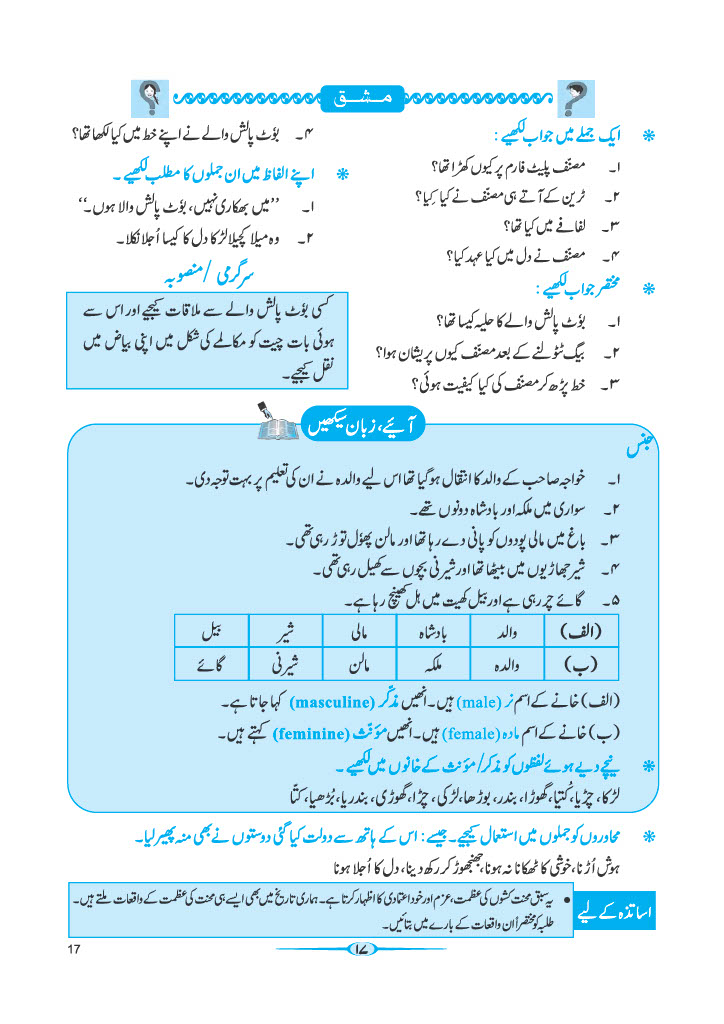 مشق
* ایک جملے میں جواب لکھیے :
۱۔ مصنّف پلیٹ فارم پر کیوں کھڑا تھا؟
۲۔ ٹرین کے آتے ہی مصنّف نے کیا کِیا؟
۳۔ لفافے میں کیا تھا؟
۴۔ مصنّف نے دل میں کیا عہد کیا؟
* مختصر جواب لکھیے :
۱۔ بوٗٹ پالش والے کا حلیہ کیسا تھا؟
۲۔ بیگ ٹٹولنے کے بعد مصنّف کیوں پریشان ہوا؟
۳۔ خط پڑھ کر مصنّف کی کیا کیفیت ہوئی؟
۴۔ بوٗٹ پالش والے نے اپنے خط میں کیا لکھا تھا؟
* اپنے الفاظ میں ان جملوں کا مطلب لکھیے ۔
۱۔ ’’میں بھکاری نہیں، بوٗٹ پالش والا ہوں۔‘‘
۲۔ وہ میلا کچیلا لڑکا دل کا کیسا اُجلا نکلا۔
سرگرمی / منصوبہ
کسی بوٗٹ پالش والے سے ملاقات کیجیے اور اس سے
ہوئی بات چیت کو مکالمے کی شکل میں اپنی بیاض میں
نقل کیجیے۔
آئیے، زبان سیکھیں
جنس
۱۔ خواجہ صاحب کے والد کا انتقال ہوگیا تھا اس لیے والدہ نے ان کی تعلیم پر بہت توجہ دی۔
۲۔ سواری میں ملکہ اور بادشاہ دونوں تھے۔
۳۔ باغ میں مالی پودوں کو پانی دے رہا تھا اور مالن پھوٗل توڑ رہی تھی۔
۴۔ شیر جھاڑیوں میں بیٹھا تھا اور شیرنی بچوں سے کھیل رہی تھی۔
۵۔ گائے چر رہی ہے اور بیل کھیت میں ہل کھینچ رہا ہے۔
(الف) والد بادشاہ مالی شیر بیل
(ب) والدہ ملکہ مالن شیرنی گائے
(الف) خانے کے اسم نر (male) ہیں۔ انھیں مذکّر (masculine) کہا جاتا ہے۔
(ب) خانے کے اسم مادہ (female) ہیں۔ انھیں مؤنّث (feminine) کہتے ہیں۔
* نیچے دیے ہوئے لفظوں کو مذکر/ مؤنث کے خانوں میں لکھیے ۔
لڑکا، چڑیا، کُتیا، گھوڑا، بندر، بوڑھا، لڑکی، چڑا، گھوڑی، بندریا، بُڑھیا، کتّا
* محاوروں کو جملوں میں استعمال کیجیے۔ جیسے : اس کے ہاتھ سے دولت کیا گئی دوستوں نے بھی منہ پھیر لیا۔
ہوش اُڑنا، خوشی کا ٹھکانا نہ ہونا، جھنجھوڑ کر رکھ دینا، دل کا اُجلا ہونا
اساتذہ کے لیے
• یہ سبق محنت کشوں کی عظمت، عزم اور خود اعتمادی کا اظہار کرتا ہے۔ ہماری تاریخ میں بھی ایسے ہی محنت کی عظمت کے واقعات ملتے ہیں۔
طلبہ کو مختصراً ان واقعات کے بارے میں بتائیں۔
۱۷
17